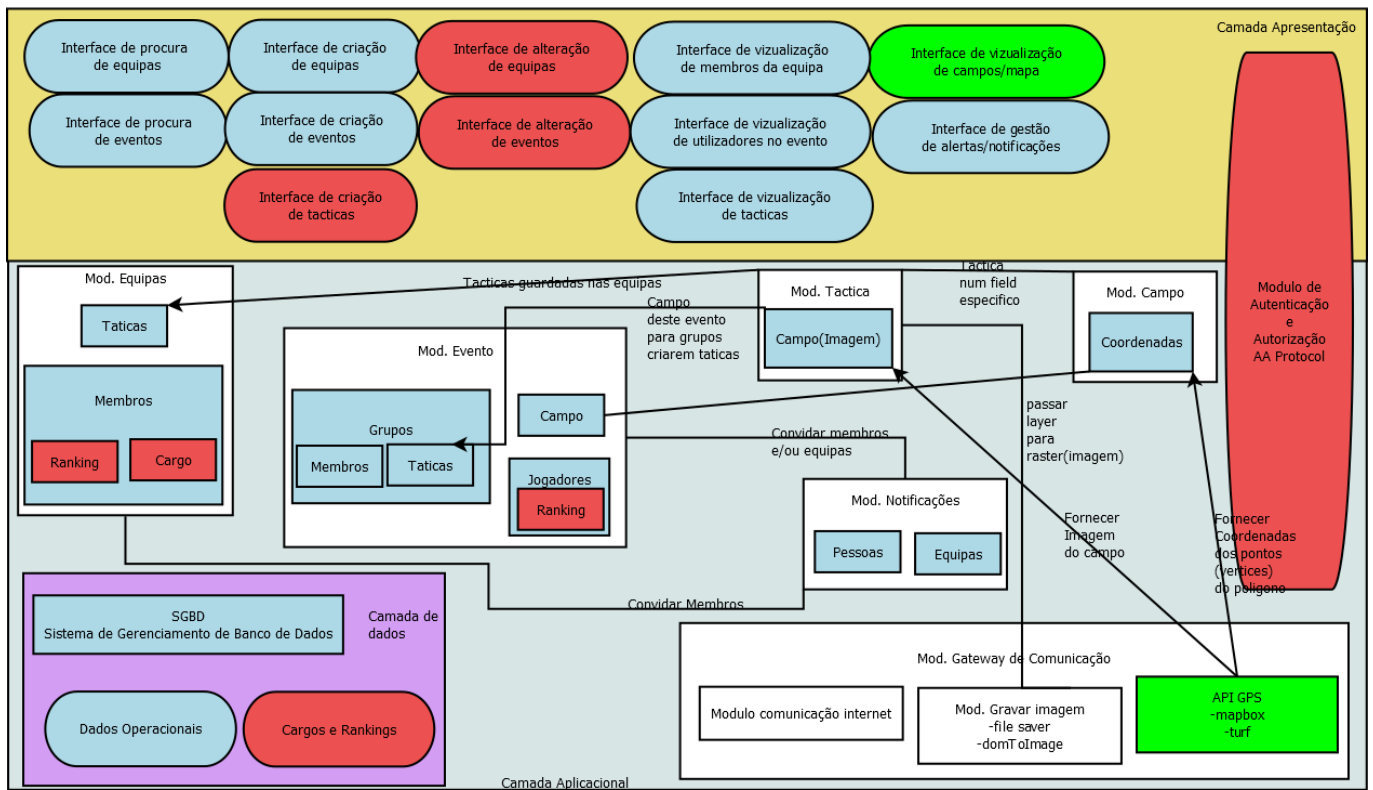 Camada Apresentação
Interface de procura
de equipas
Interface de criação
de equipas
Interface de alteração
de equipas
Interface de vizualização
de membros da equipa
Interface de vizualização
de campos/mapa
Interface de procura
de eventos
Interface de criação
de eventos
Interface de alteração
de eventos
Interface de vizualização
de utilizadores no evento
Interface de gestão
de alertas/notificações
Interface de criação
de tacticas
Interface de vizualização
de tacticas
Modulo de
Autenticação
e
Autorização
AA Protocol
Mod. Equipas
Taticas
Membros
Ranking
Cargo
Tacticas guardadas nas equipas
Mod. Evento
Grupos
Membros
Taticas
Campo
Jogadores
Ranking
Campo
deste evento
para grupos
criarem taticas
Mod. Tactica
Campo(Imagem)
Tactica
num field
especifico
Mod. Campo
Coordenadas
passar
layer
para
raster(imagem)
Convidar membros
e/ou equipas
Mod. Notificações
Pessoas
Equipas
Convidar Membros
Fornecer
Imagem
do campo
Fornecer
Coordenadas
dos pontos
(vertices)
do poligono
SGBD
Sistema de Gerenciamento de Banco de Dados
Camada de
dados
Dados Operacionais
Cargos e Rankings
Mod. Gateway de Comunicação
Modulo comunicação internet
Mod. Gravar imagem
-file saver
-domToImage
API GPS
-mapbox
-turf
Camada Aplicacional